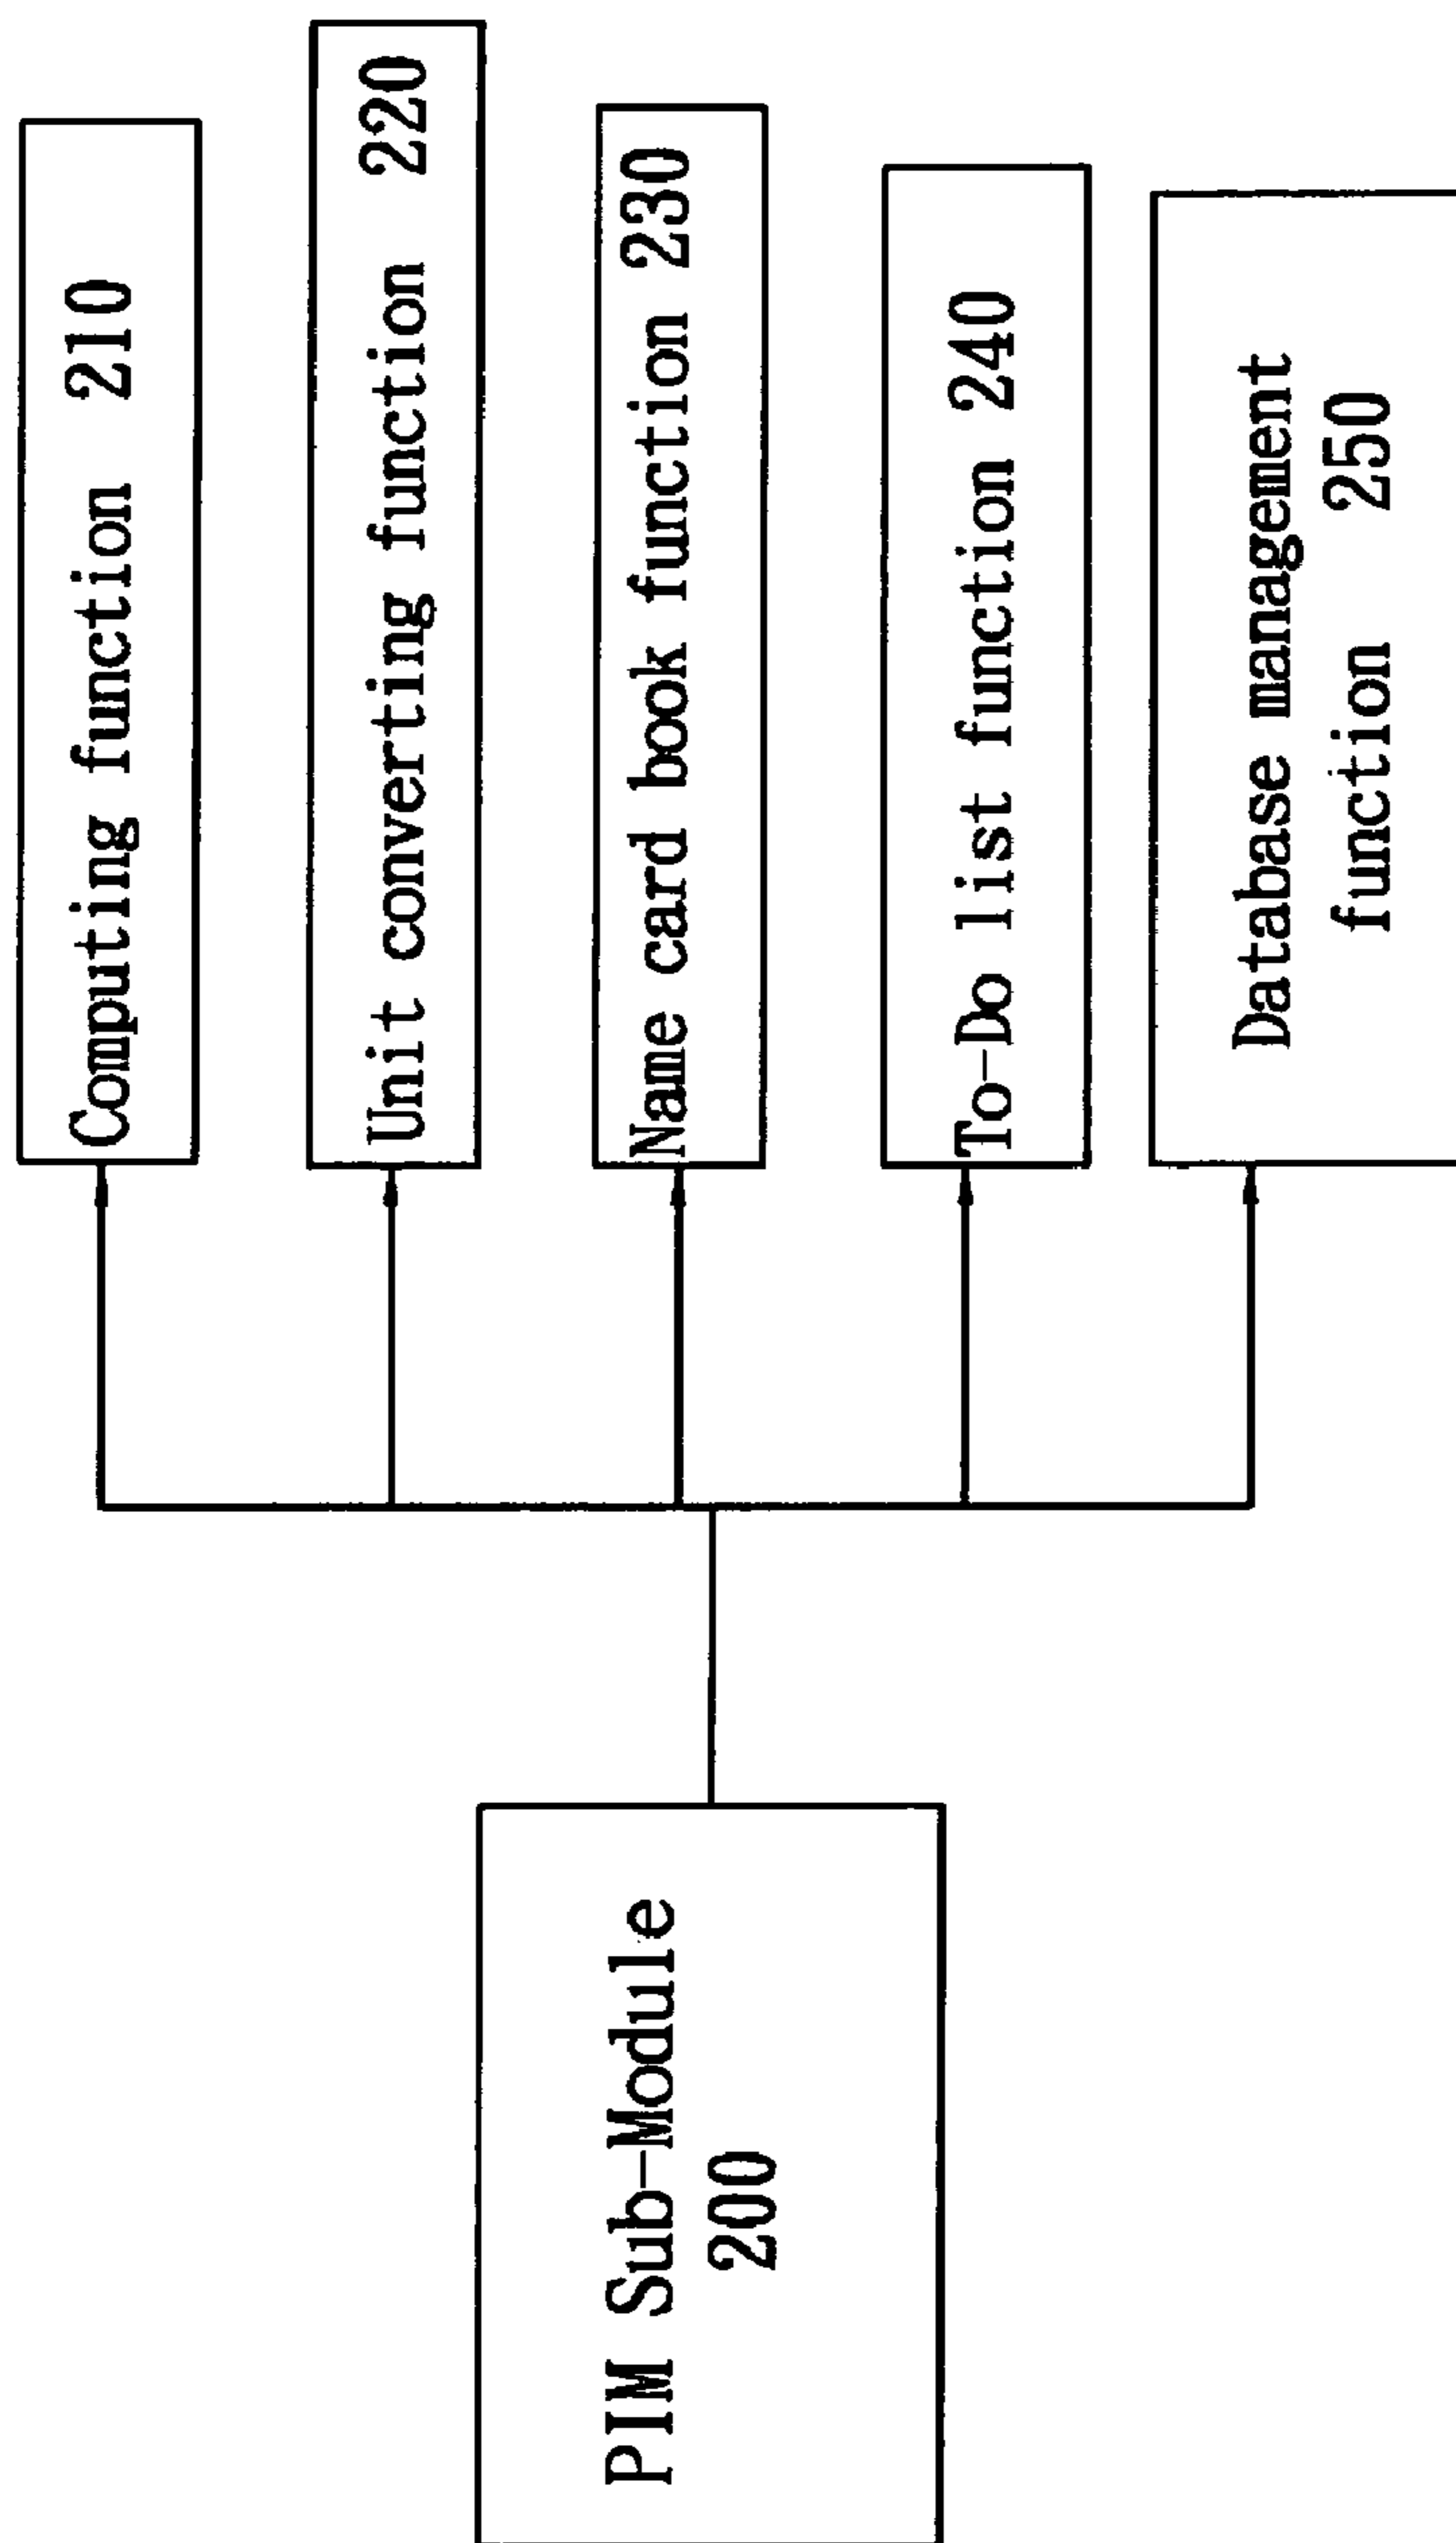 PIM Sub-Module
200
Computing function 210
Unit converting function 220
Name card book function 230
To-Do list function 240
Database management
function 250